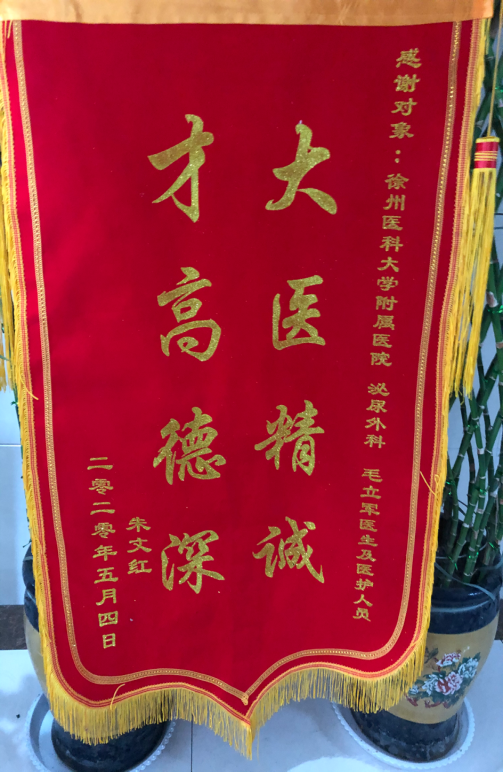 感谢对象：徐州医科大学附属医院 泌尿外科 毛立军医生及医护人员
大医精诚
才高德深
朱文红
二零二零年五月四日